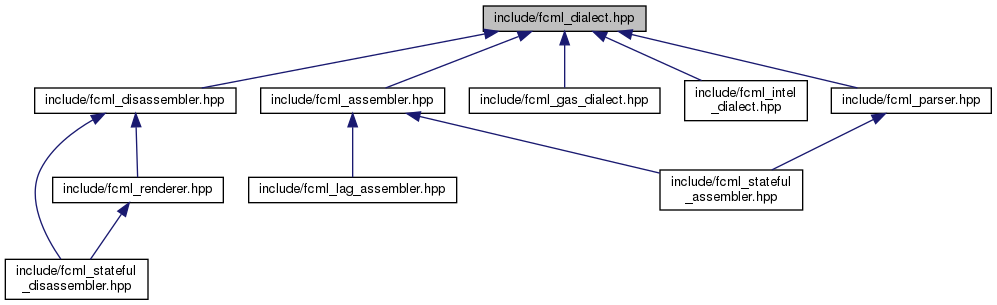 include/fcml_dialect.hpp
include/fcml_disassembler.hpp
include/fcml_assembler.hpp
include/fcml_gas_dialect.hpp
include/fcml_intel
_dialect.hpp
include/fcml_parser.hpp
include/fcml_renderer.hpp
include/fcml_lag_assembler.hpp
include/fcml_stateful
_assembler.hpp
include/fcml_stateful
_disassembler.hpp